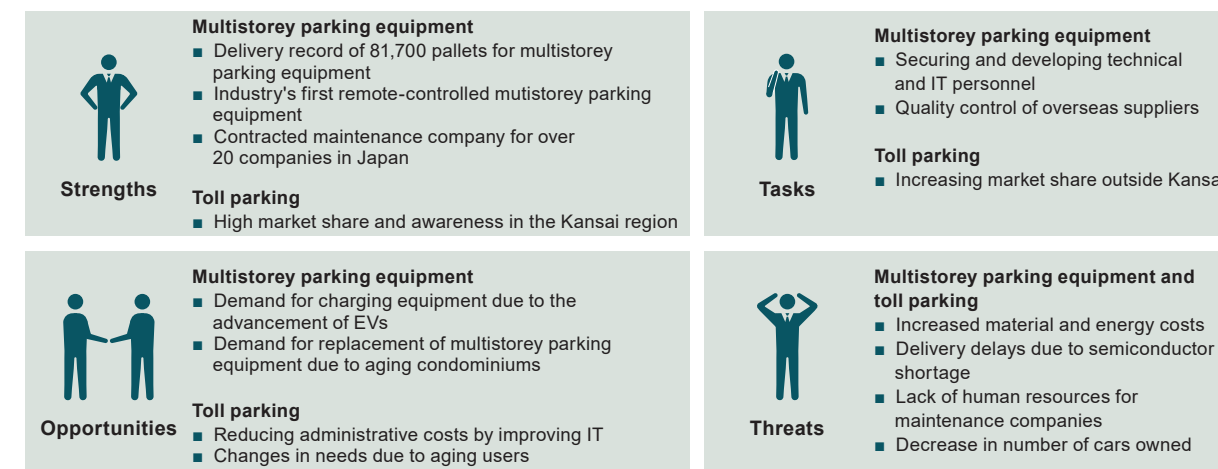 Multistorey parking equipment
■ Delivery record of 81,700 pallets for multistorey
parking equipment
■ Industry's first remote-controlled mutistorey parking
equipment
■ Contracted maintenance company for over
20 companies in Japan
Strengths
Toll parking
■ High market share and awareness in the Kansai region
Multistorey parking equipment
■ Securing and developing technical
and IT personnel
■ Quality control of overseas suppliers
Toll parking
■ Increasing market share outside Kansa
Tasks
Multistorey parking equipment
■ Demand for charging equipment due to the
advancement of EVs
■ Demand for replacement of multistorey parking
equipment due to aging condominiums
Toll parking
Opportunities
■ Reducing administrative costs by improving IT
■ Changes in needs due to aging users
Multistorey parking equipment and
toll parking
■ Increased material and energy costs
■ Delivery delays due to semiconductor
shortage
■ Lack of human resources for
maintenance companies
Threats
■ Decrease in number of cars owned